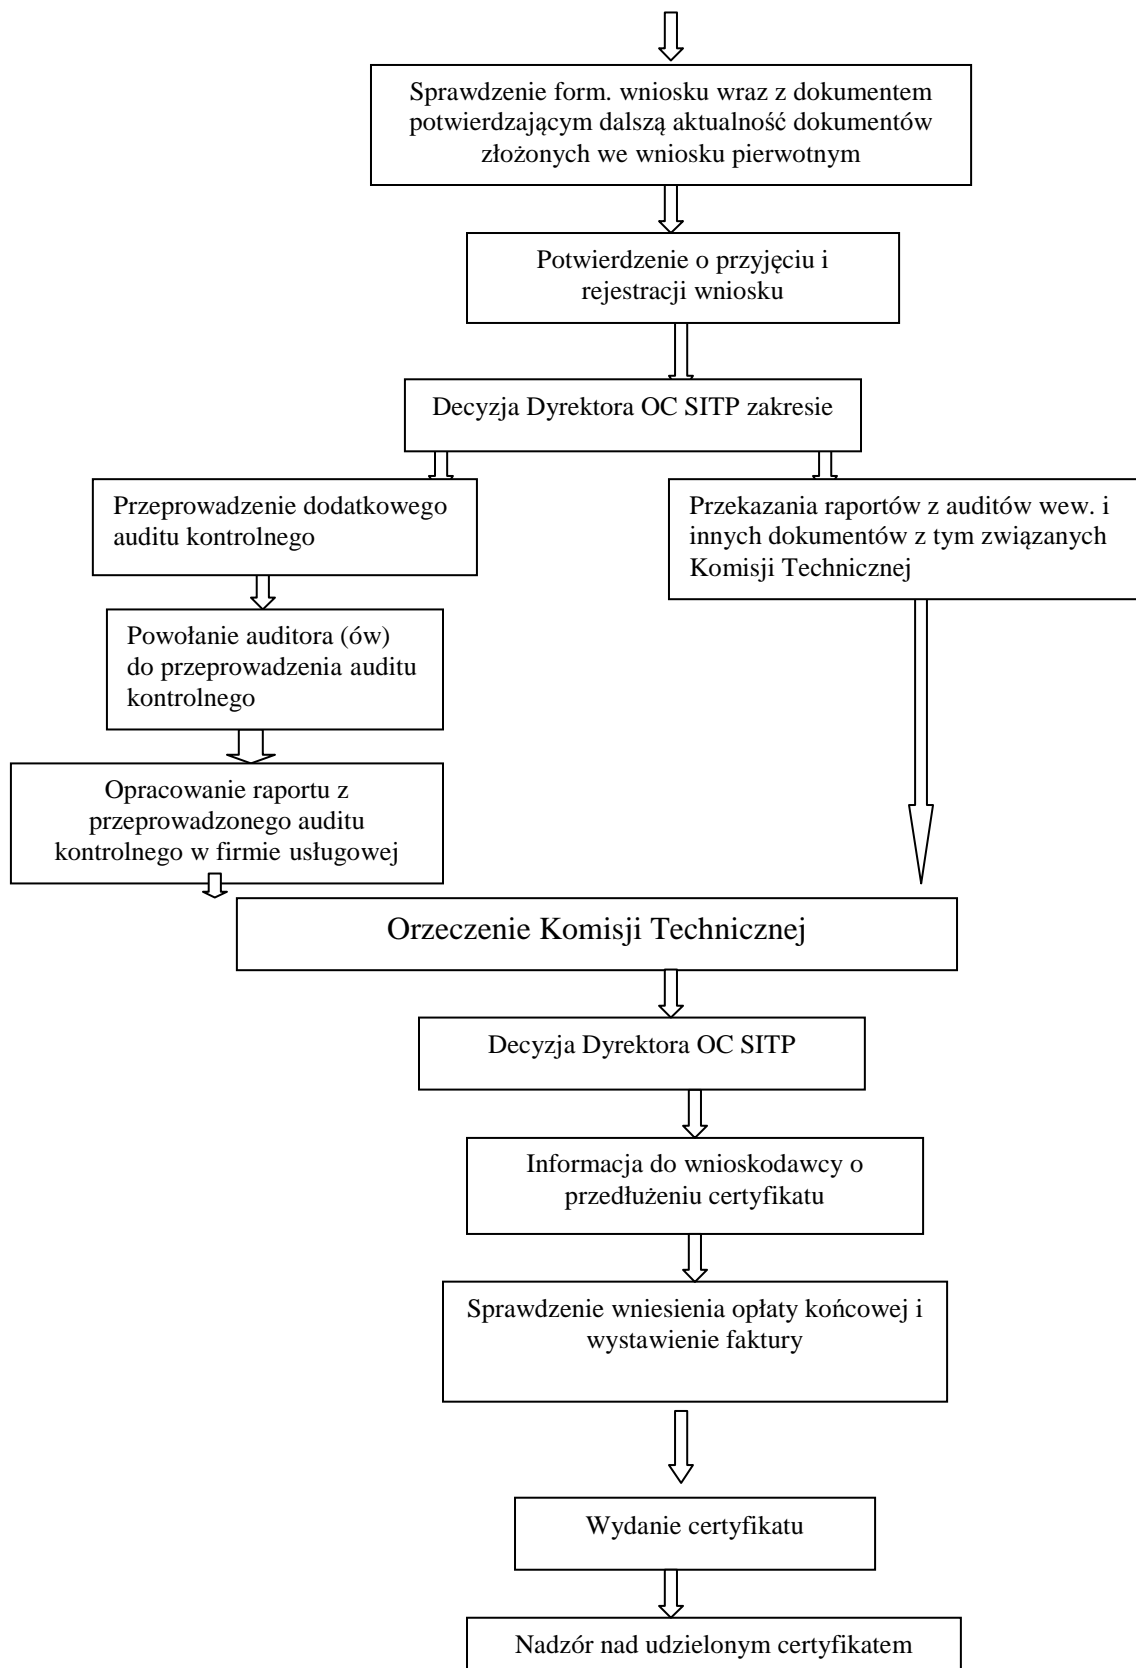 Sprawdzenie form. wniosku wraz z dokumentem
potwierdzającym dalszą aktualność dokumentów
złożonych we wniosku pierwotnym
Potwierdzenie o przyjęciu i
rejestracji wniosku
Decyzja Dyrektora OC SITP zakresie
Przeprowadzenie dodatkowego
auditu kontrolnego
Przekazania raportów z auditów wew. i
innych dokumentów z tym związanych
Komisji Technicznej
Powołanie auditora (ów)
do przeprowadzenia auditu
kontrolnego
Opracowanie raportu z
przeprowadzonego auditu
kontrolnego w firmie usługowej
Orzeczenie Komisji Technicznej
Decyzja Dyrektora OC SITP
Informacja do wnioskodawcy o
przedłużeniu certyfikatu
Sprawdzenie wniesienia opłaty końcowej i
wystawienie faktury
Wydanie certyfikatu
Nadzór nad udzielonym certyfikatem